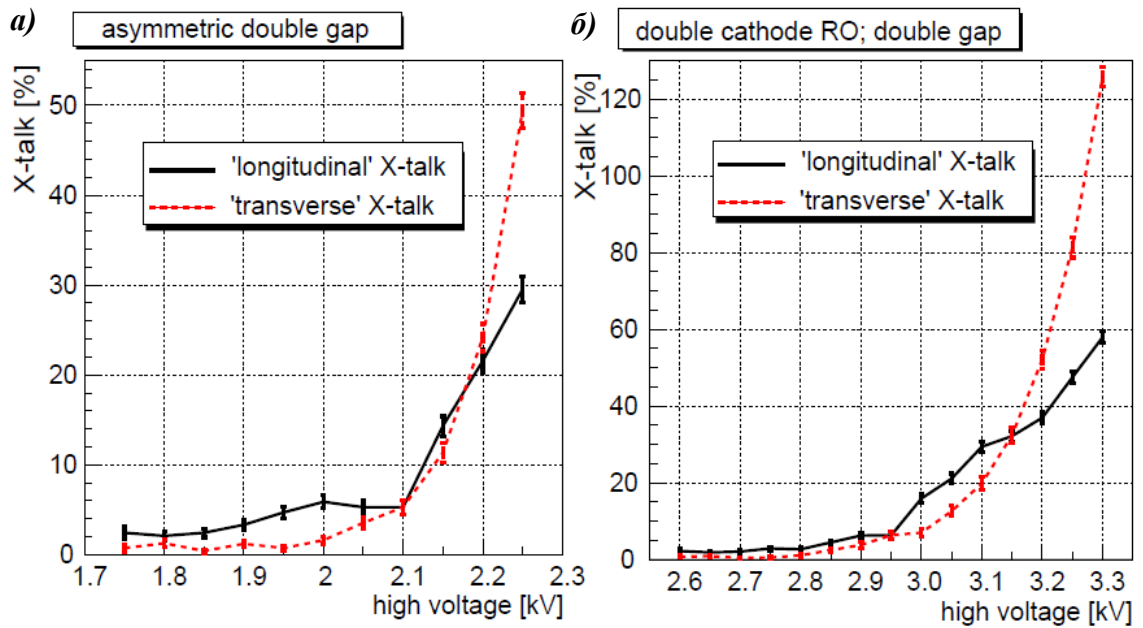 а)
asymmetric double gap
X-talk [%]
50
40
30
20
10
0
'longitudinal' X-talk
'transverse' X-talk
1.7 1.8 1.9 2 2.1 2.2 2.3
high voltage [kV]
б)
double cathode RO; double gap
X-talk [%]
120
100
80
60
40
20
0
'longitudinal' X-talk
'transverse' X-talk
2.6 2.7 2.8 2.9 3.0 3.1 3.2 3.3
high voltage [kV]